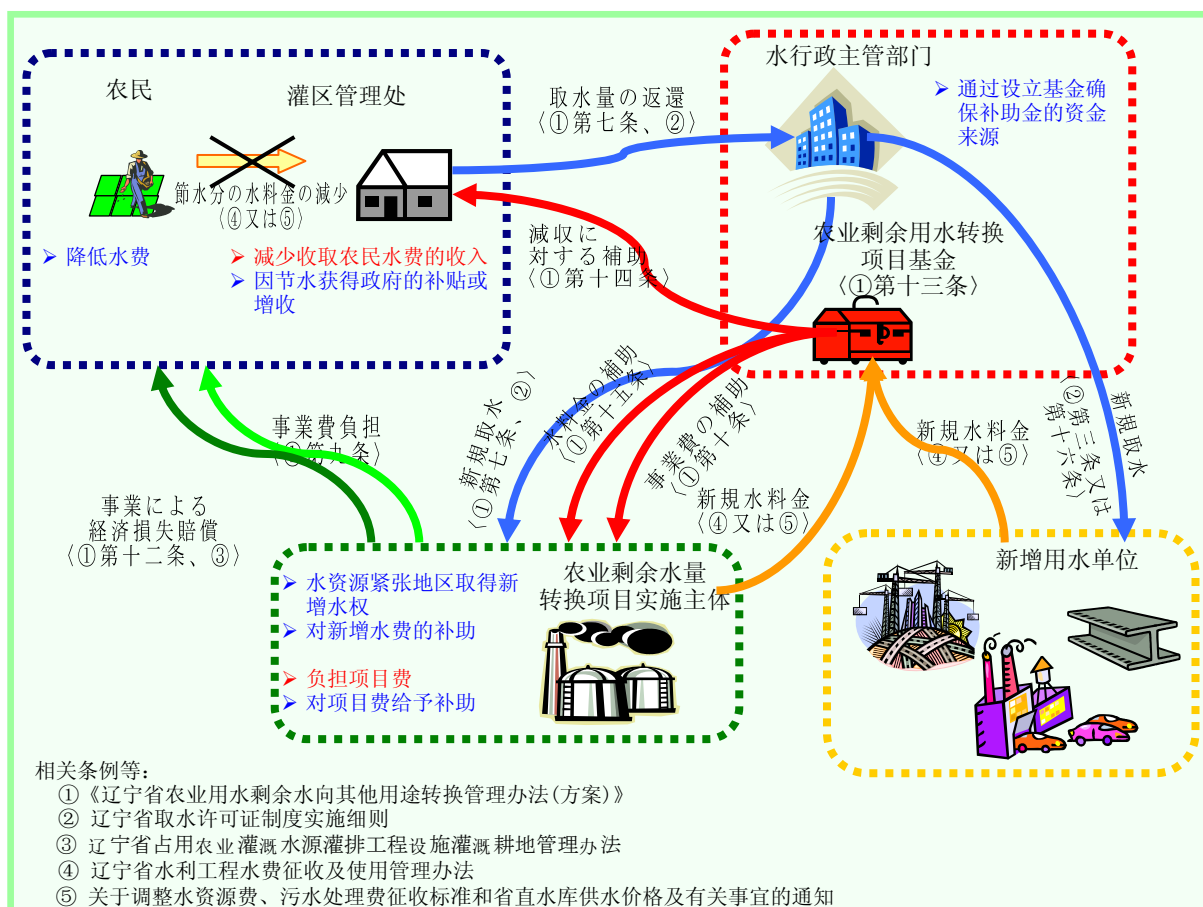 农民
灌区管理处
節水分の水料金の減少
〈④又は⑤〉
➢ 降低水费
➢ 减少收取农民水费的收入
➢ 因节水获得政府的补贴或
增收
取水量の返還
〈①第七条、②〉
水行政主管部门
➢ 通过设立基金确
保补助金的资金
来源
农业剩余用水转换
项目基金
〈①第十三条〉
減収に
対する補助
〈①第十四条〉
事業費負担
〈①第九条〉
事業による
経済損失賠償
〈①第十二条、③〉
新規取水
〈①第七条、②〉
水料金の補助
〈①第十五条〉
事業費の補助
〈①第十条〉
新規水料金
〈④又は⑤〉
新規水料金
〈④又は⑤〉
新規取水
〈②第三条又は
第十六条〉
➢ 水资源紧张地区取得新
增水权
➢ 对新增水费的补助
➢ 负担项目费
➢ 对项目费给予补助
农业剩余水量
转换项目实施主体
新增用水单位
相关条例等：
①《辽宁省农业用水剩余水向其他用途转换管理办法(方案)》
② 辽宁省取水许可证制度实施细则
③ 辽宁省占用农业灌溉水源灌排工程设施灌溉耕地管理办法
④ 辽宁省水利工程水费征收及使用管理办法
⑤ 关于调整水资源费、污水处理费征收标准和省直水库供水价格及有关事宜的通知